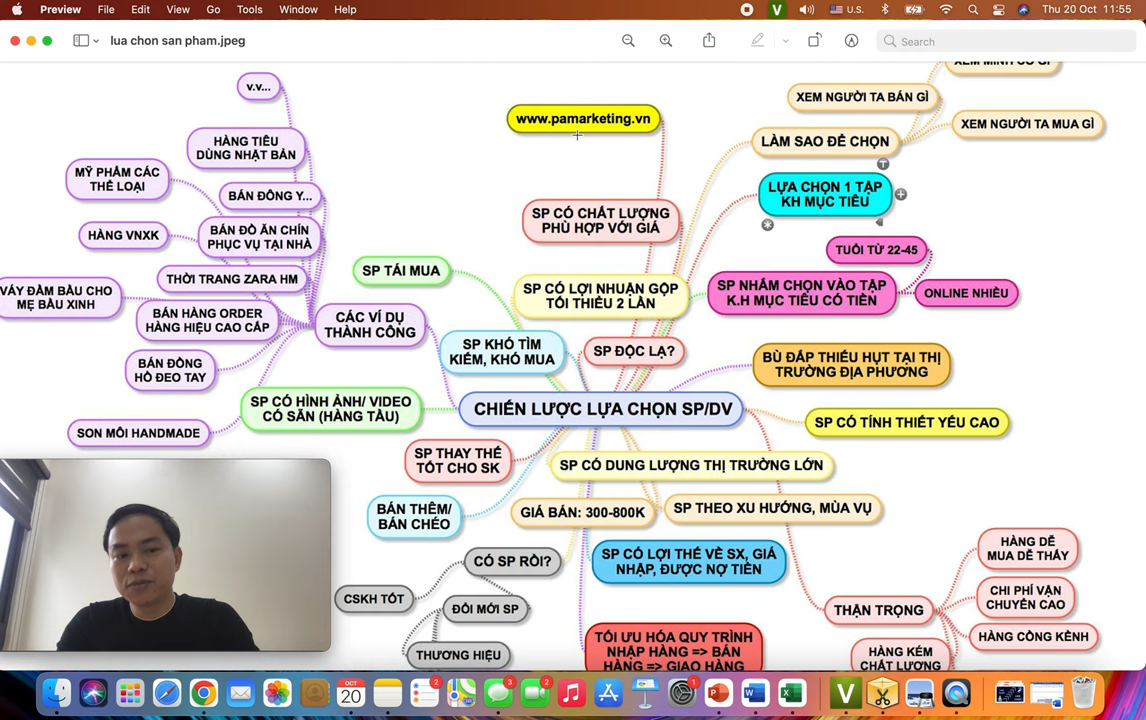 Preview File Edit View Go Tools Window Help
V
U.S.
Thu 20 Oct 11:55
lua chon san pham.jpeg
Search
XEM MÌNH CÓ GÌ
v.v...
XEM NGƯỜI TA BÁN GÌ
www.pamarketing.vn
XEM NGƯỜI TA MUA GÌ
LÀM SAO ĐỂ CHỌN
HÀNG TIÊU
DÙNG NHẬT BẢN
MỸ PHẨM CÁC
THỂ LOẠI
LỰA CHỌN 1 TẬP
KH MỤC TIÊU
BÁN ĐÔNG Y...
SP CÓ CHẤT LƯỢNG
PHÙ HỢP VỚI GIÁ
HÀNG VNXK
BÁN ĐỒ ĂN CHÍN
PHỤC VỤ TẠI NHÀ
TUỔI TỪ 22-45
SP TÁI MUA
THỜI TRANG ZARA HM
SP CÓ LỢI NHUẬN GỘP
TỐI THIỂU 2 LẦN
SP NHẮM CHỌN VÀO TẬP
K.H MỤC TIÊU CÓ TIỀN
ONLINE NHIỀU
VÁY ĐẦM BẦU CHO
MẸ BẦU XINH
BÁN HÀNG ORDER
HÀNG HIỆU CAO CẤP
CÁC VÍ DỤ
THÀNH CÔNG
SP KHÓ TÌM
KIẾM, KHÓ MUA
SP ĐỘC LẠ?
BÙ ĐẮP THIẾU HỤT TẠI THỊ
TRƯỜNG ĐỊA PHƯƠNG
BÁN ĐỒNG
HỒ ĐEO TAY
SP CÓ HÌNH ẢNH/ VIDEO
CÓ SẴN (HÀNG TẦU)
CHIẾN LƯỢC LỰA CHỌN SP/DV
SP CÓ TÍNH THIẾT YẾU CAO
SON MÔI HANDMADE
SP THAY THẾ
TỐT CHO SK
SP CÓ DUNG LƯỢNG THỊ TRƯỜNG LỚN
BÁN THÊM/
BÁN CHÉO
GIÁ BÁN: 300-800K
SP THEO XU HƯỚNG, MÙA VỤ
CÓ SP RỒI?
SP CÓ LỢI THẾ VỀ SX, GIÁ
NHẬP, ĐƯỢC NỢ TIỀN
HÀNG DỄ
MUA DỄ THẤY
CSKH TỐT
ĐỔI MỚI SP
CHI PHÍ VẬN
CHUYỂN CAO
THẬN TRỌNG
HÀNG CỒNG KỀNH
THƯƠNG HIỆU
TỐI ƯU HÓA QUY TRÌNH
NHẬP HÀNG => BÁN
HÀNG => GIAO HÀNG
HÀNG KÉM
CHẤT LƯỢNG
OCT
20
2
3
2
1